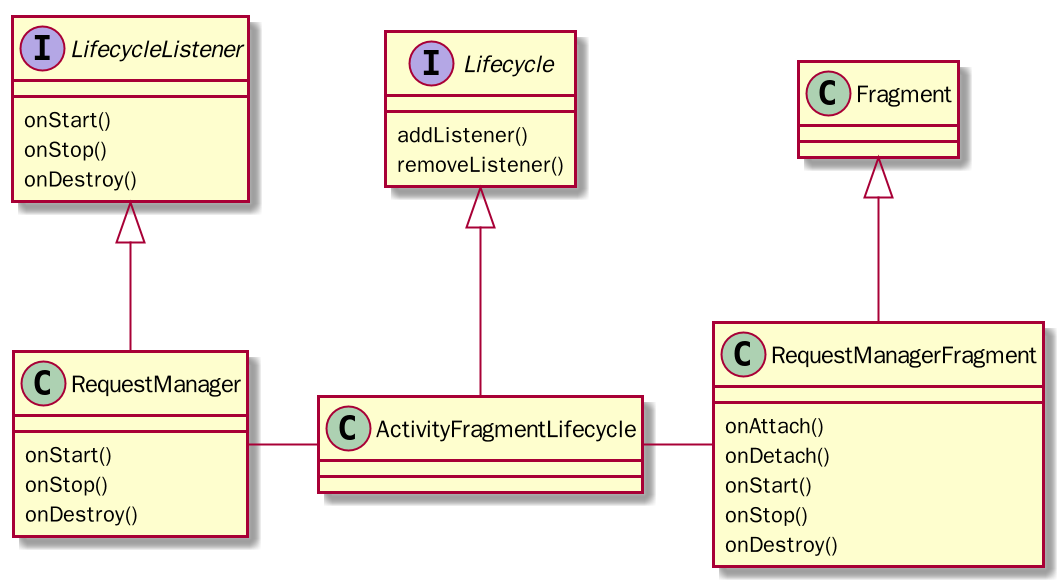 I LifecycleListener
onStart()
onStop()
onDestroy()
I Lifecycle
addListener()
removeListener()
C Fragment
C RequestManager
onStart()
onStop()
onDestroy()
C ActivityFragmentLifecycle
C RequestManagerFragment
onAttach()
onDetach()
onStart()
onStop()
onDestroy()